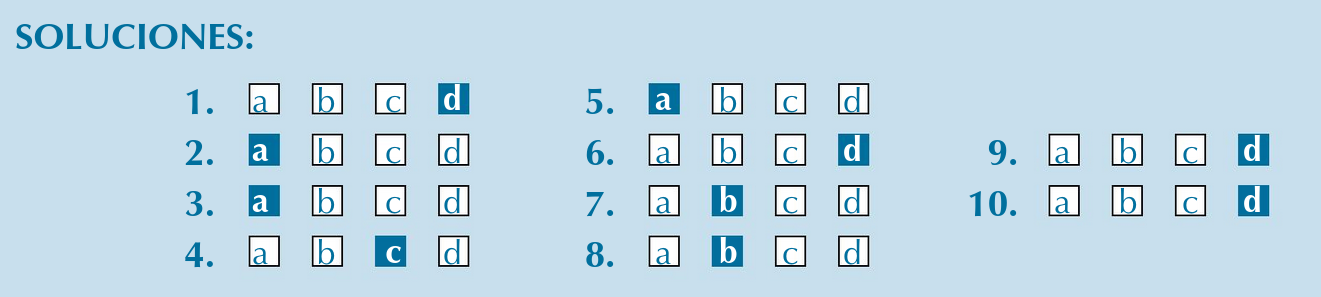 SOLUCIONES:
1. a b c d
2. a b c d
3. a b c d
4. a b c d
5. a b c d
6. a b c d
7. a b c d
8. a b c d
9. a b c d
10. a b c d